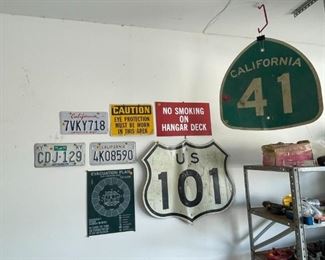 California
7VKY718
CAUTION
EYE PROTECTION
MUST BE WORN
IN THIS AREA
NO SMOKING
ON
HANGAR DECK
CALIFORNIA
41
CDJ·129
CALIFORNIA
4K08590
US
101
EVACUATION PLAN